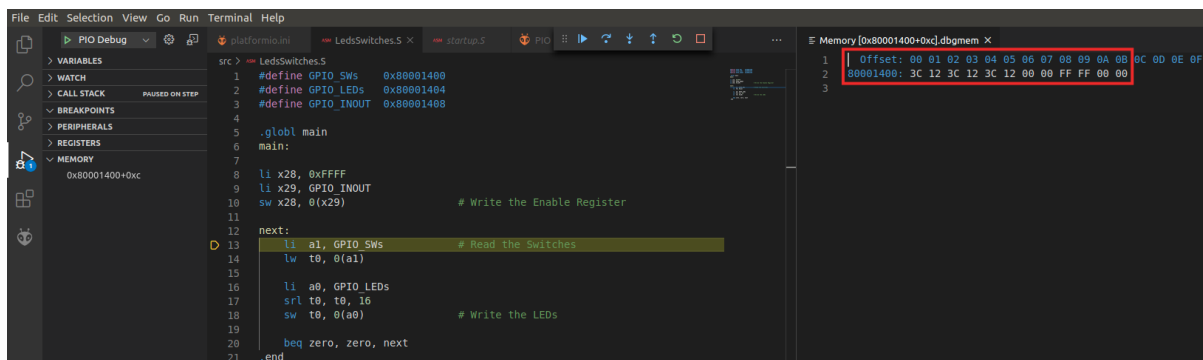 File Edit Selection View Go Run Terminal Help
PIO Debug
platformio.ini LedsSwitches.S startup.S PIO
VARIABLES
WATCH
CALL STACK PAUSED ON STEP
BREAKPOINTS
PERIPHERALS
REGISTERS
MEMORY
0x80001400+0xc
1
src > LedsSwitches.S
1 #define GPIO_SWs 0x80001400
2 #define GPIO_LEDs 0x80001404
3 #define GPIO_INOUT 0x80001408
4
5 .globl main
6 main:
7
8 li x28, 0xFFFF
9 li x29, GPIO_INOUT
10 sw x28, 0(x29) # Write the Enable Register
11
12 next:
13 li a1, GPIO_SWs # Read the Switches
14 lw t0, 0(a1)
15
16 li a0, GPIO_LEDs
17 srl t0, t0, 16
18 sw t0, 0(a0) # Write the LEDs
19
20 beq zero, zero, next
21 .end
Memory [0x80001400+0xc].dbgmem
1 Offset: 00 01 02 03 04 05 06 07 08 09 0A 0B 0C 0D 0E 0F
2 80001400: 3C 12 3C 12 3C 12 00 00 FF FF 00 00
3